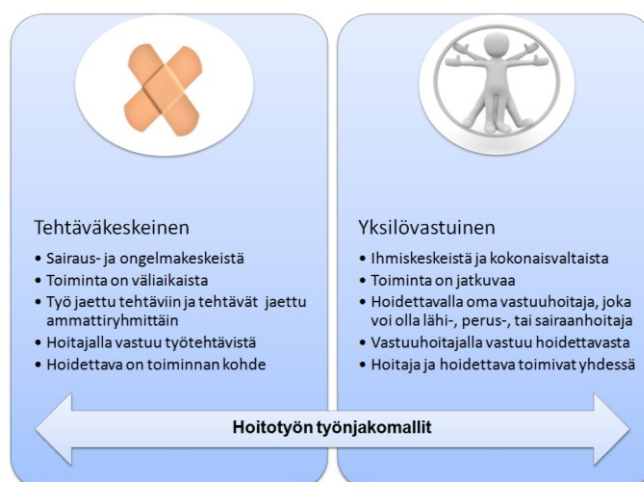 Tehtäväkeskeinen
• Sairaus- ja ongelmakeskeistä
• Toiminta on väliaikaista
• Työ jaettu tehtäviin ja tehtävät jaettu
ammattiryhmittäin
• Hoitajalla vastuu työtehtävistä
• Hoidettava on toiminnan kohde
Yksilövastuinen
• Ihmiskeskeistä ja kokonaisvaltaista
• Toiminta on jatkuvaa
• Hoidettavalla oma vastuuhoitaja, joka
voi olla lähi-, perus-, tai sairaanhoitaja
• Vastuuhoitajalla vastuu hoidettavasta
• Hoitaja ja hoidettava toimivat yhdessä
Hoitotyön työnjakomallit